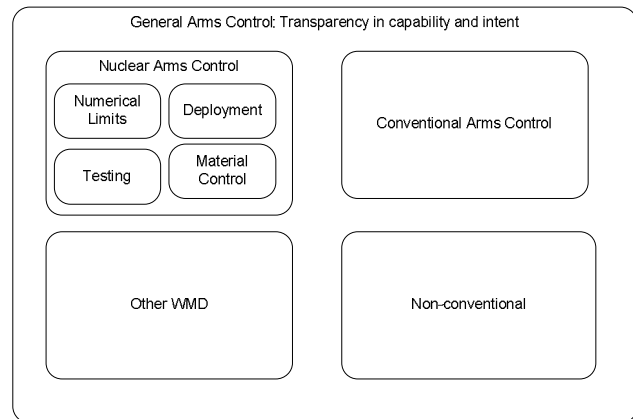 General Arms Control: Transparency in capability and intent
Nuclear Arms Control
Numerical
Limits
Deployment
Testing
Material
Control
Conventional Arms Control
Other WMD
Non-conventional